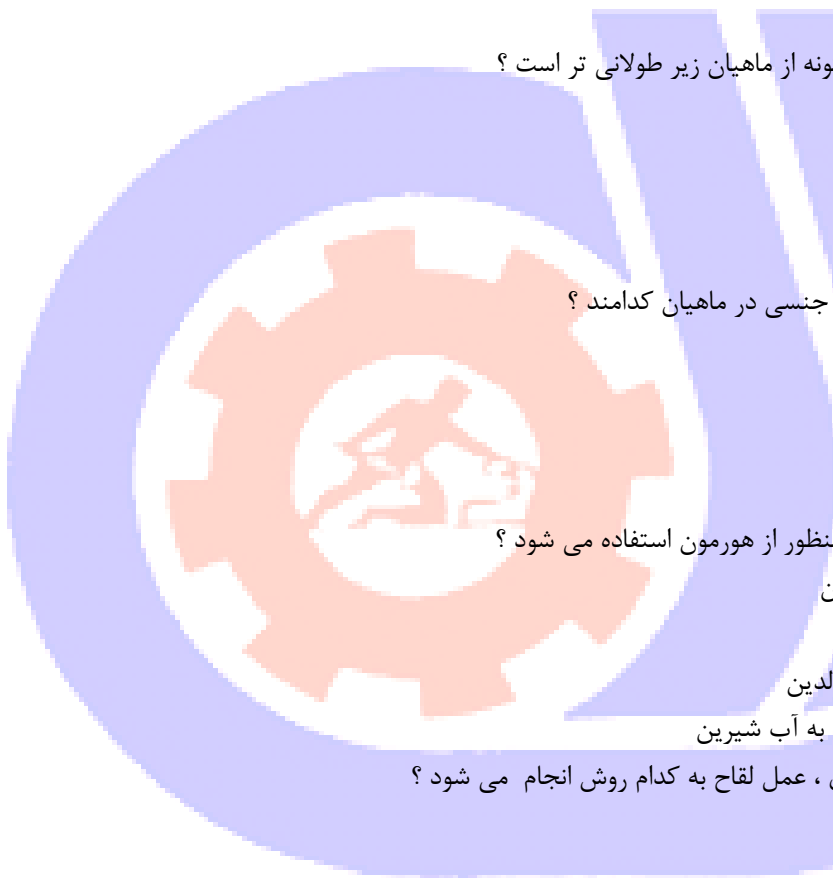 ونه از ماهیان زیر طولانی تر است ؟
جنسی در ماهیان کدامند ؟
نظور از هورمون استفاده می شود ؟
ن
لدین
به آب شیرین
، عمل لقاح به کدام روش انجام می شود ؟